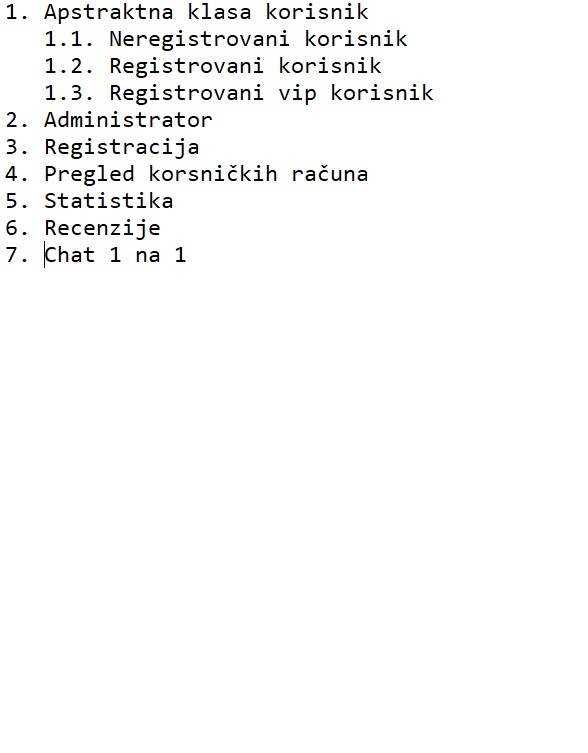 1. Apstraktna klasa korisnik
1.1. Neregistrovani korisnik
1.2. Registrovani korisnik
1.3. Registrovani vip korisnik
2. Administrator
3. Registracija
4. Pregled korsničkih računa
5. Statistika
6. Recenzije
7. Chat 1 na 1